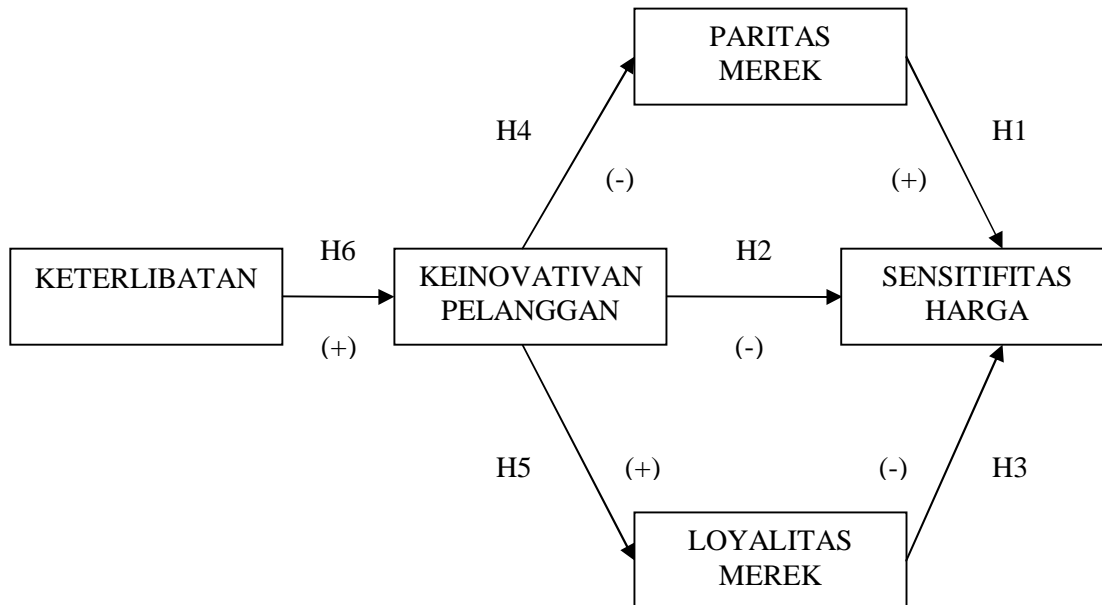 PARITAS
MEREK
H4
H1
(-)
(+)
KETERLIBATAN
H6
(+)
KEINOVATIVAN
PELANGGAN
H2
(-)
SENSITIFITAS
HARGA
H5
(+)
(-)
H3
LOYALITAS
MEREK